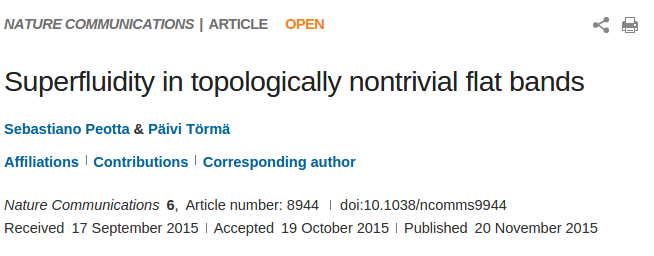 NATURE COMMUNICATIONS | ARTICLE OPEN
Superfluidity in topologically nontrivial flat bands
Sebastiano Peotta & Päivi Törmä
Affiliations | Contributions | Corresponding author
Nature Communications 6, Article number: 8944 | doi:10.1038/ncomms9944
Received 17 September 2015 | Accepted 19 October 2015 | Published 20 November 2015